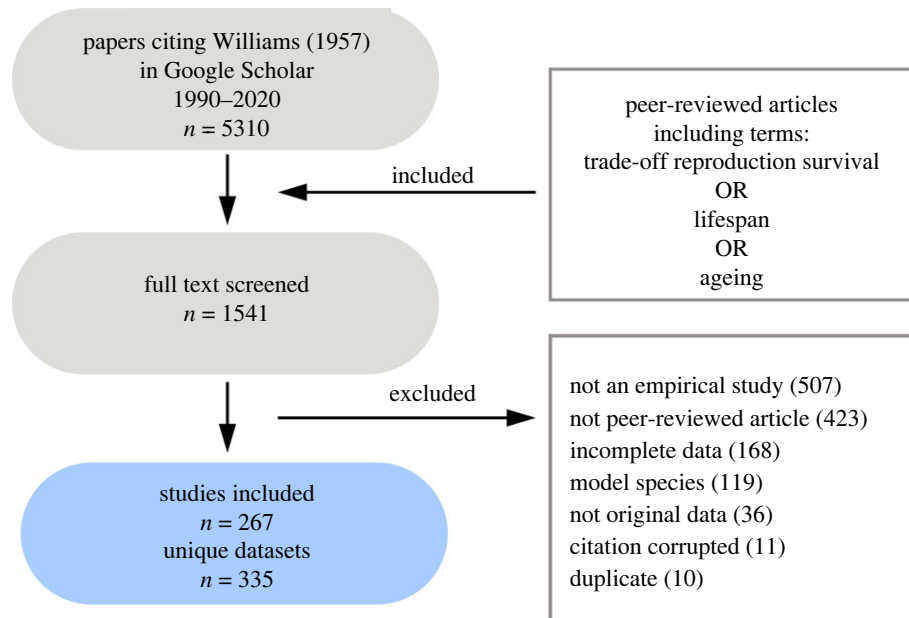 papers citing Williams (1957)
in Google Scholar
1990–2020
n = 5310
included
peer-reviewed articles
including terms:
trade-off reproduction survival
OR
lifespan
OR
ageing
full text screened
n = 1541
excluded
not an empirical study (507)
not peer-reviewed article (423)
incomplete data (168)
model species (119)
not original data (36)
citation corrupted (11)
duplicate (10)
studies included
n = 267
unique datasets
n = 335